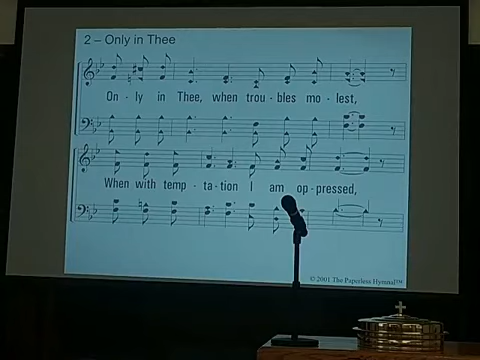 2 – Only in Thee
On - ly in Thee, when trou - bles mo - lest,
When with temp - ta - tion I am op - pressed,
© 2001 The Paperless Hymnal™